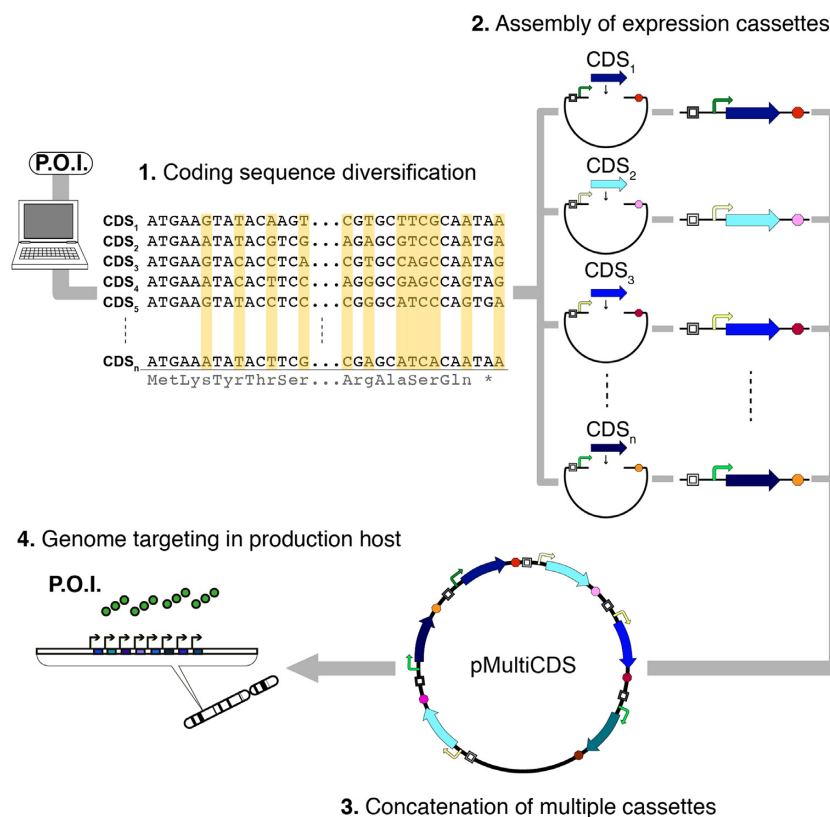 2. Assembly of expression cassettes
CDS1
P.O.I.
1. Coding sequence diversification
CDS1 ATGAAGTATACAAGT...CGTGCTTCGCAATAA
CDS2 ATGAAATATACGTCG...AGAGCGTCCCAATGA
CDS3 ATGAAGTACACCTCA...CGTGCCAGCCAATAG
CDS4 ATGAAATACACTTCC...AGGGCGAGCCAGTAG
CDS5 ATGAAGTATACCTCC...CGGGCATCCCAGTGA
CDSn ATGAAATATACTTCG...CGAGCATCACAATAA
MetLysTyrThrSer...ArgAlaSerGln *
CDS2
CDS3
CDSn
4. Genome targeting in production host
P.O.I.
pMultiCDS
3. Concatenation of multiple cassettes